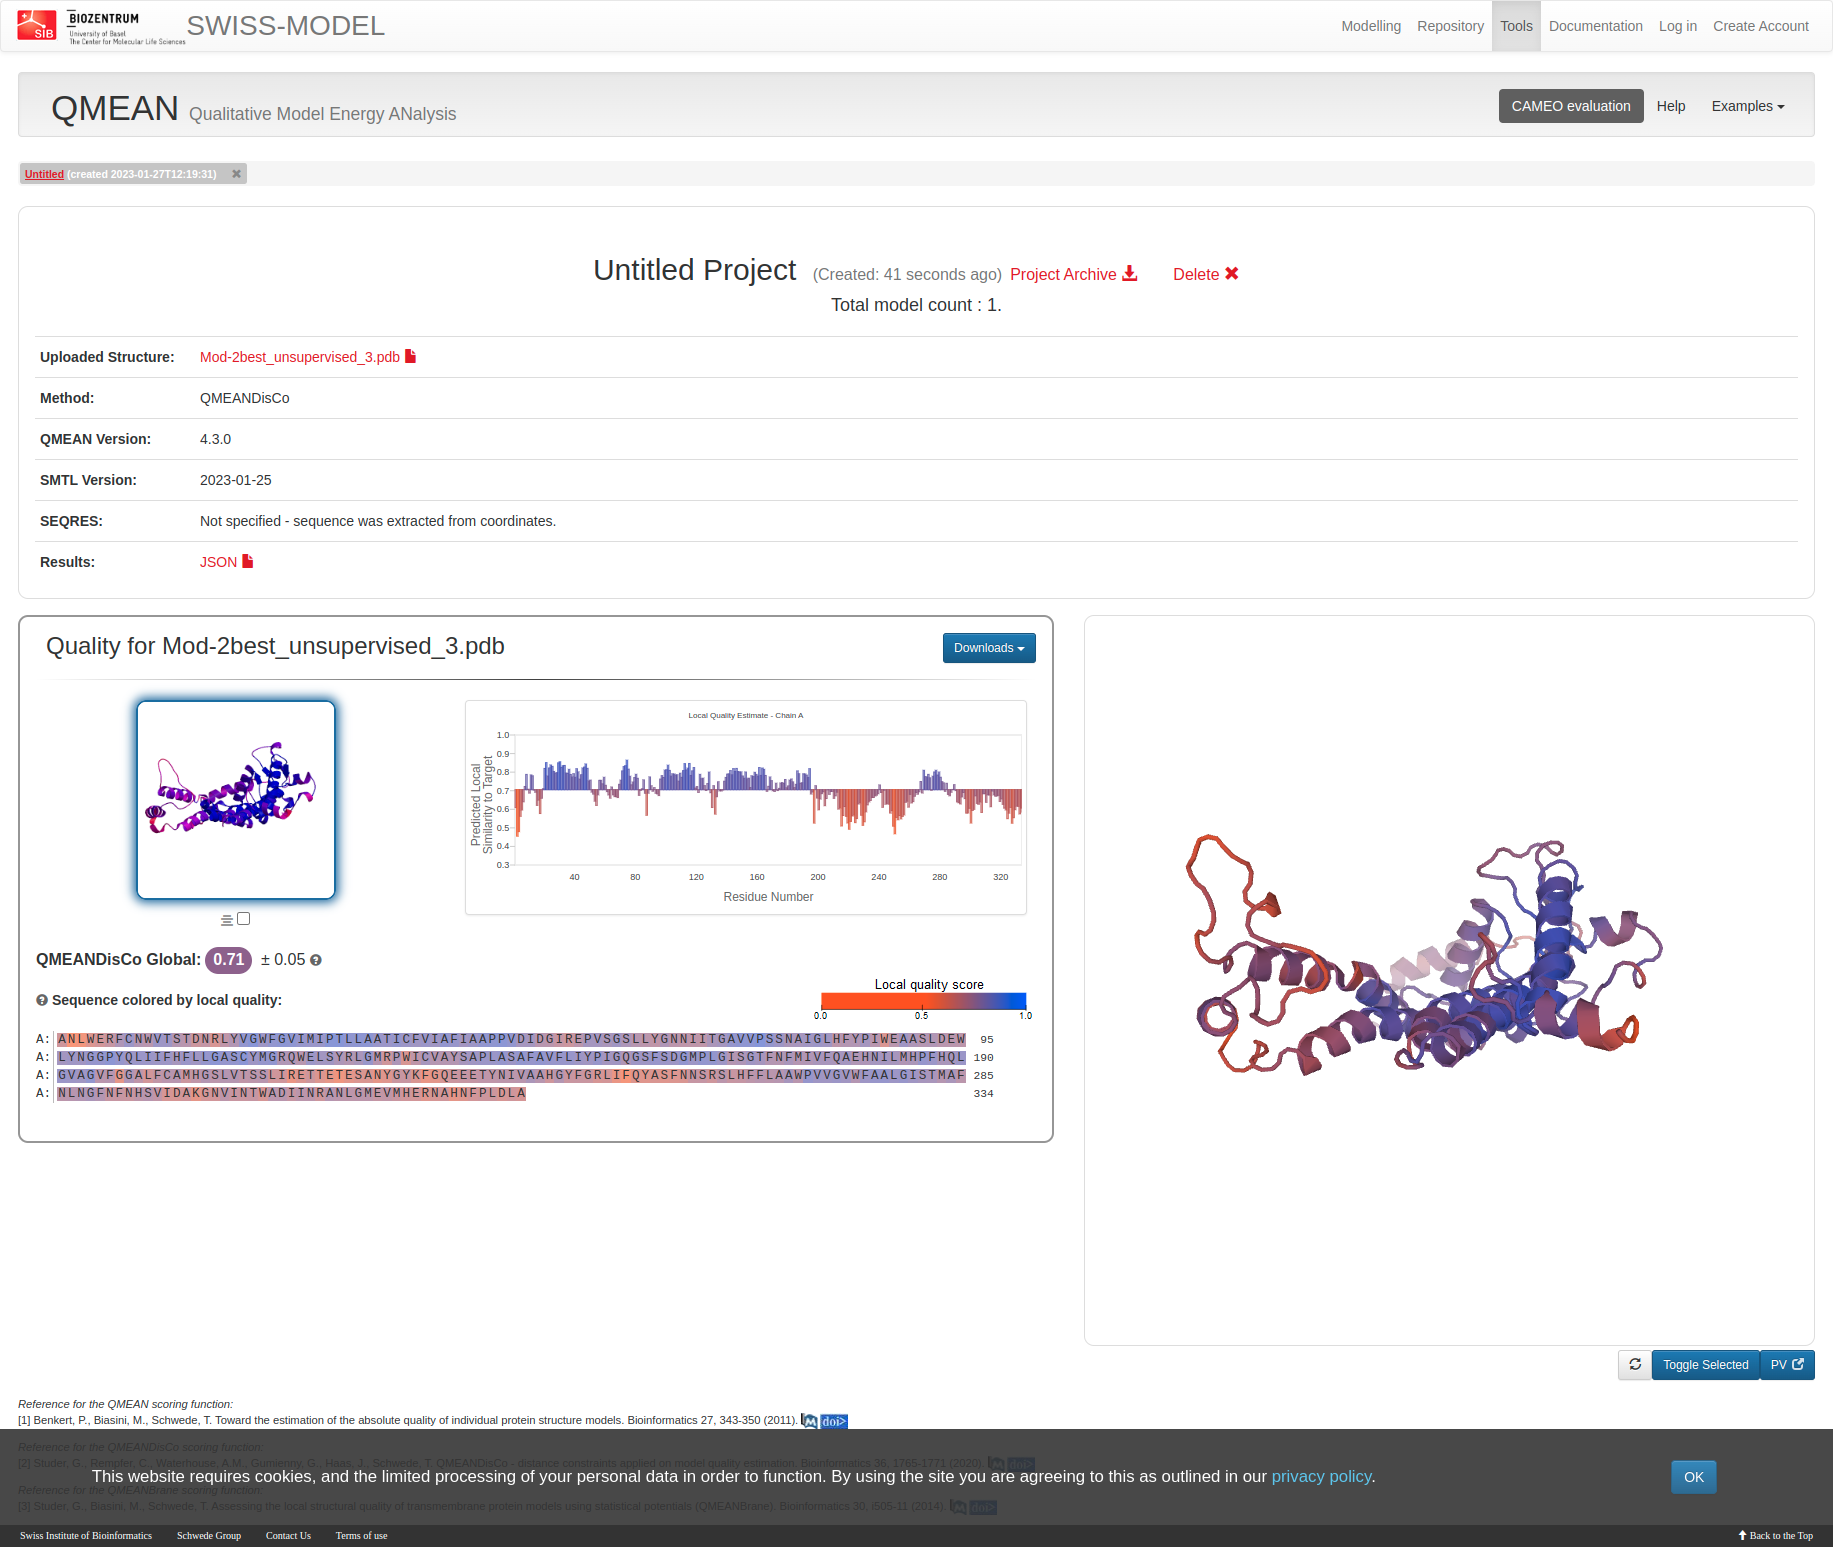 SIB
BIOZENTRUM
University of Basel
The Center for Molecular Life Sciences
SWISS-MODEL
Modelling Repository Tools Documentation Log in Create Account
QMEAN Qualitative Model Energy ANalysis
CAMEO evaluation Help Examples
Untitled (created 2023-01-27T12:19:31)
Untitled Project (Created: 41 seconds ago) Project Archive Delete
Total model count : 1.
Uploaded Structure: Mod-2best_unsupervised_3.pdb
Method: QMEANDisCo
QMEAN Version: 4.3.0
SMTL Version: 2023-01-25
SEQRES: Not specified - sequence was extracted from coordinates.
Results: JSON
Quality for Mod-2best_unsupervised_3.pdb
Downloads
Local Quality Estimate - Chain A
Predicted Local
Similarity to Target
1.0
0.9
0.8
0.7
0.6
0.5
0.4
0.3
40 80 120 160 200 240 280 320
Residue Number
QMEANDisCo Global: 0.71 ± 0.05
Sequence colored by local quality:
Local quality score
0.0 0.5 1.0
A: ANLWERFCNWVTSTDNRLYVGWFGVIMIPTLLAATICFVIAFIAAPPVDIDGIREPVSGSLLYGNNIITGAVVPSSNAIGLHFYPIWEAASLDEW 95
A: LYNGGPYQLIIFHFLLGASCYMGRQWELSYRLGMRPWICVAYSAPLASAFAVFLIYPIGQGSFSDGMPLGISGTFNFMIVFQAEHNILMHPFHQL 190
A: GVAGVFGGALFCAMHGSLVTSSLIRETTETESANYGYKFGQEEETYNIVAAHGYFGRLIFQYASFNNSRSLHFFLAAWPVVGVWFAALGISTMAF 285
A: NLNGFNFNHSVIDAKGNVINTWADIINRANLGMEVMHERNAHNFPLDLA 334
Toggle Selected
PV
Reference for the QMEAN scoring function:
[1] Benkert, P., Biasini, M., Schwede, T. Toward the estimation of the absolute quality of individual protein structure models. Bioinformatics 27, 343-350 (2011). M doi>
Reference for the QMEANDisCo scoring function:
[2] Studer, G., Rempfer, C., Waterhouse, A.M., Gumienny, G., Haas, J., Schwede, T. QMEANDisCo - distance constraints applied on model quality estimation. Bioinformatics 36, 1765-1771 (2020). M doi>
This website requires cookies, and the limited processing of your personal data in order to function. By using the site you are agreeing to this as outlined in our privacy policy.
OK
Reference for the QMEANBrane scoring function:
[3] Studer, G., Biasini, M., Schwede, T. Assessing the local structural quality of transmembrane protein models using statistical potentials (QMEANBrane). Bioinformatics 30, i505-11 (2014). M doi>
Swiss Institute of Bioinformatics Schwede Group Contact Us Terms of use
Back to the Top